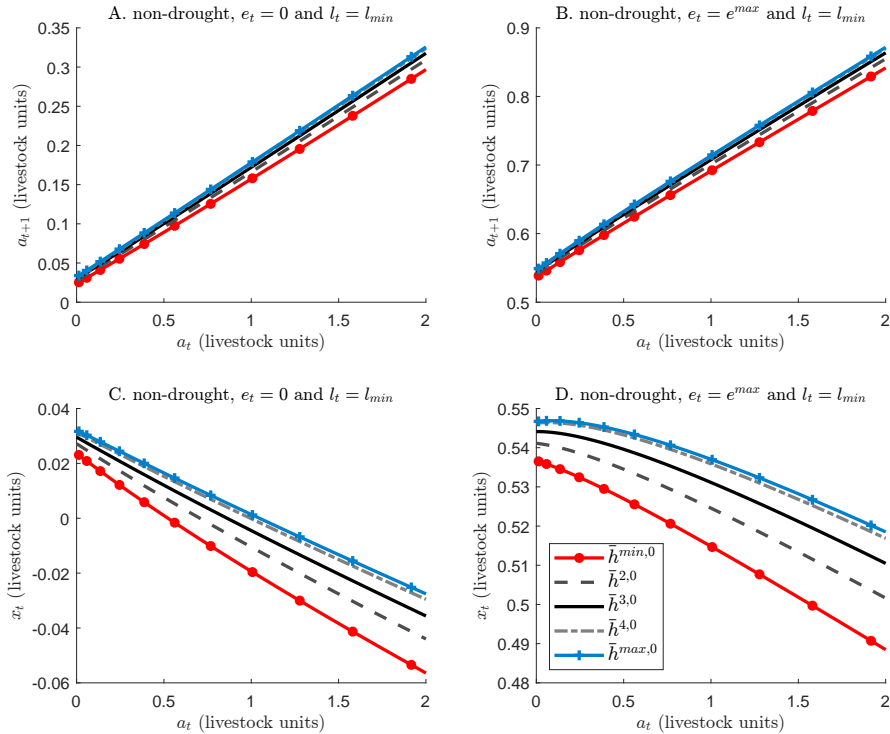 A. non-drought, e_t = 0 and l_t = l_min
0.35
0.3
0.25
0.2
0.15
0.1
0.05
0
a_{t+1} (livestock units)
0 0.5 1 1.5 2
a_t (livestock units)
B. non-drought, e_t = e^max and l_t = l_min
1
0.9
0.8
0.7
0.6
0.5
a_{t+1} (livestock units)
0 0.5 1 1.5 2
a_t (livestock units)
C. non-drought, e_t = 0 and l_t = l_min
0.04
0.02
0
-0.02
-0.04
-0.06
x_t (livestock units)
0 0.5 1 1.5 2
a_t (livestock units)
D. non-drought, e_t = e^max and l_t = l_min
0.55
0.54
0.53
0.52
0.51
0.5
0.49
0.48
x_t (livestock units)
h̄^{min,0}
h̄^{2,0}
h̄^{3,0}
h̄^{4,0}
h̄^{max,0}
0 0.5 1 1.5 2
a_t (livestock units)